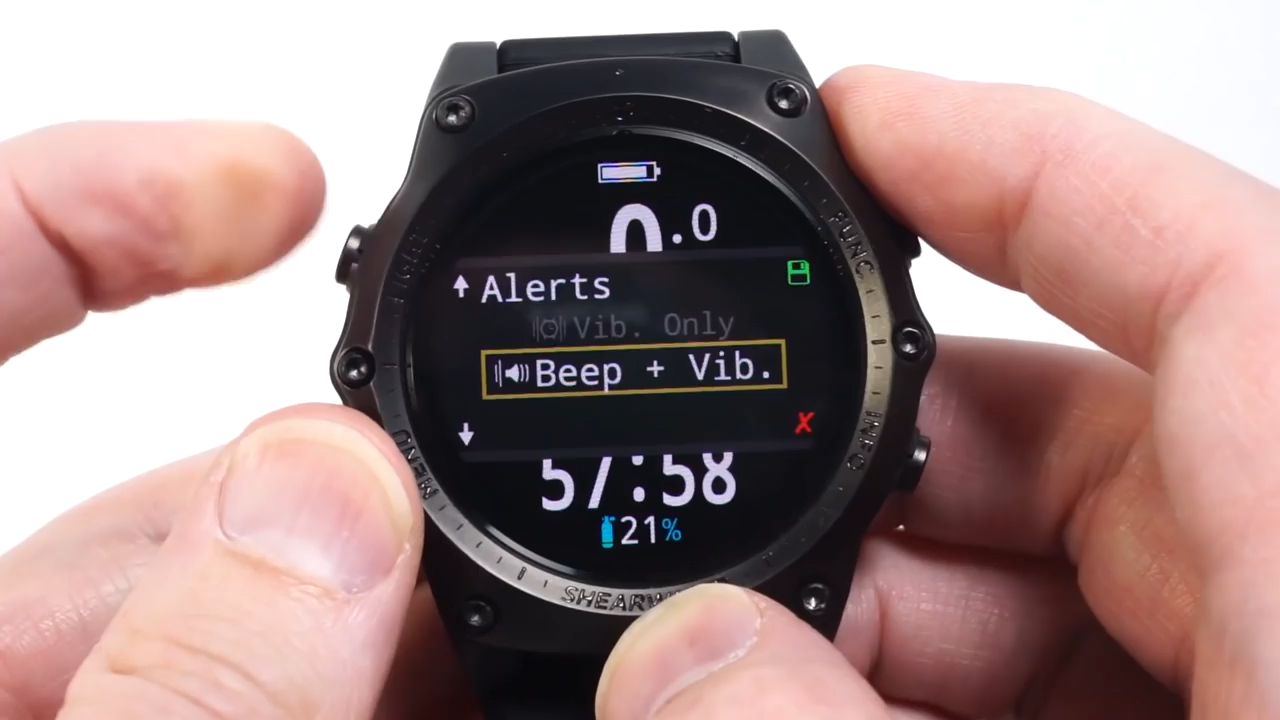 LIGHT
FUNC
0.0
Alerts
Vib. Only
Beep + Vib.
57:58
21%
MENU
INFO